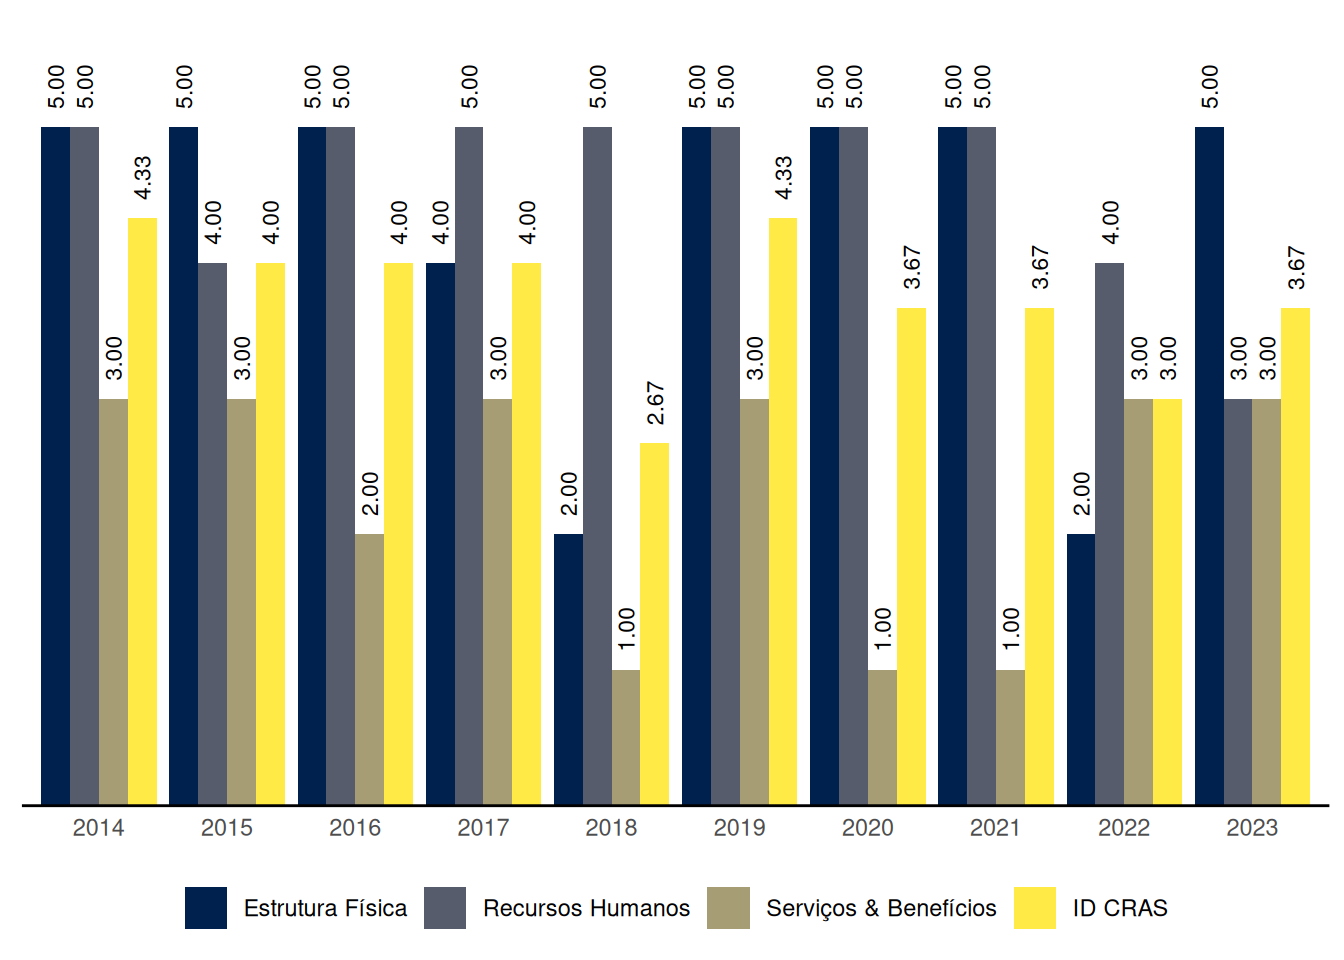 5.00 5.00 3.00 4.33
5.00 4.00 3.00 4.00
5.00 5.00 2.00 4.00
4.00 5.00 3.00 4.00
2.00 5.00 1.00 2.67
5.00 5.00 3.00 4.33
5.00 5.00 1.00 3.67
5.00 5.00 1.00 3.67
2.00 4.00 3.00 3.00
5.00 3.00 3.00 3.67
2014 2015 2016 2017 2018 2019 2020 2021 2022 2023
Estrutura Física Recursos Humanos Serviços & Benefícios ID CRAS